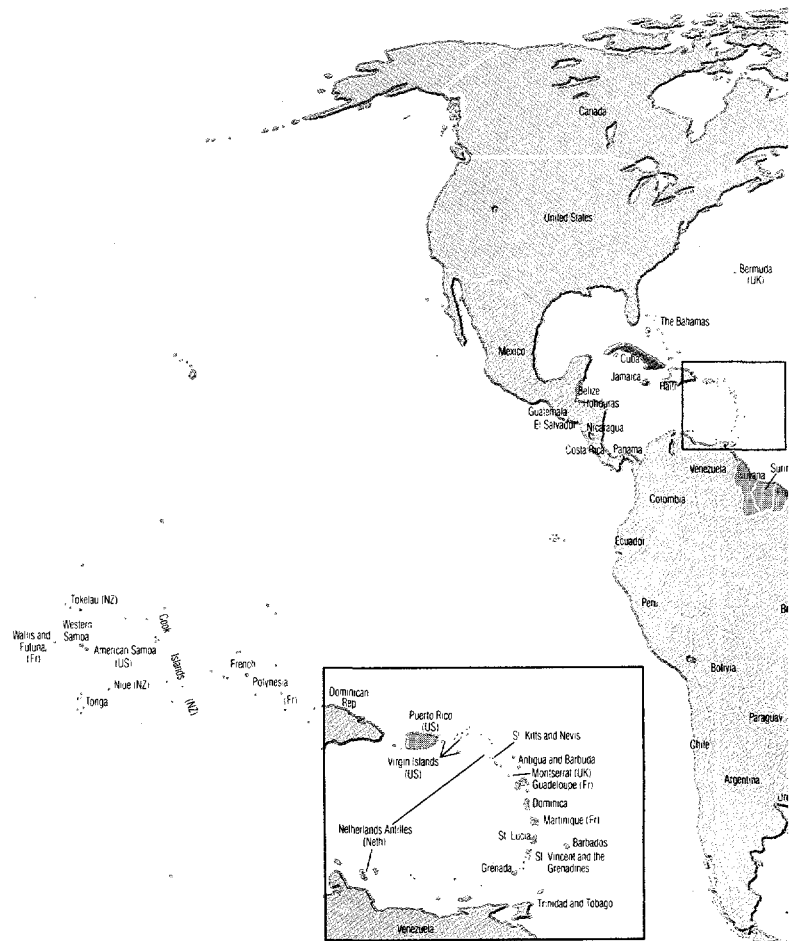 Canada
United States
Bermuda
(UK)
The Bahamas
Mexico
Cuba
Jamaica
Haiti
Belize
Honduras
Guatemala
El Salvador
Nicaragua
Costa Rica
Panama
Venezuela
Guyana
Colombia
Ecuador
Peru
Bolivia
Paraguay
Chile
Argentina
Tokelau (NZ)
Western
Samoa
Wallis and
Futuna
(Fr)
American Samoa
(US)
Cook
Islands
(NZ)
Niue (NZ)
Tonga
French
Polynesia
(Fr)
Dominican
Rep
Puerto Rico
(US)
Virgin Islands
(US)
St Kitts and Nevis
Antigua and Barbuda
Montserrat (UK)
Guadeloupe (Fr)
Dominica
Martinique (Fr)
Netherlands Antilles
(Neth)
St Lucia
Barbados
St Vincent and the
Grenadines
Grenada
Trinidad and Tobago
Venezuela